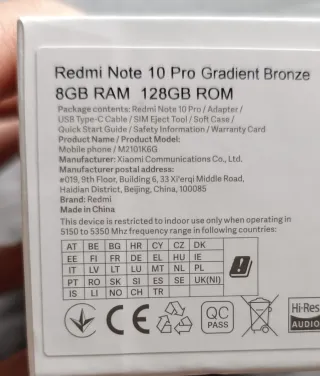 Redmi Note 10 Pro Gradient Bronze
8GB RAM 128GB ROM
Package contents: Redmi Note 10 Pro / Adapter /
USB Type-C Cable / SIM Eject Tool / Soft Case /
Quick Start Guide / Safety Information / Warranty Card
Product Name / Product Model:
Mobile phone / M2101K6G
Manufacturer: Xiaomi Communications Co., Ltd.
Manufacturer postal address:
#019, 9th Floor, Building 6, 33 Xi'erqi Middle Road,
Haidian District, Beijing, China, 100085
Brand: Redmi
Made in China
This device is restricted to indoor use only when operating in
5150 to 5350 Mhz frequency range in following countries:
AT BE BG HR CY CZ DK
EE FI FR DE EL HU IE
IT LV LT LU MT NL PL
PT RO SK SI ES SE UK(NI)
IS LI NO CH TR
CE
QC
PASS
Hi-Res
AUDIO